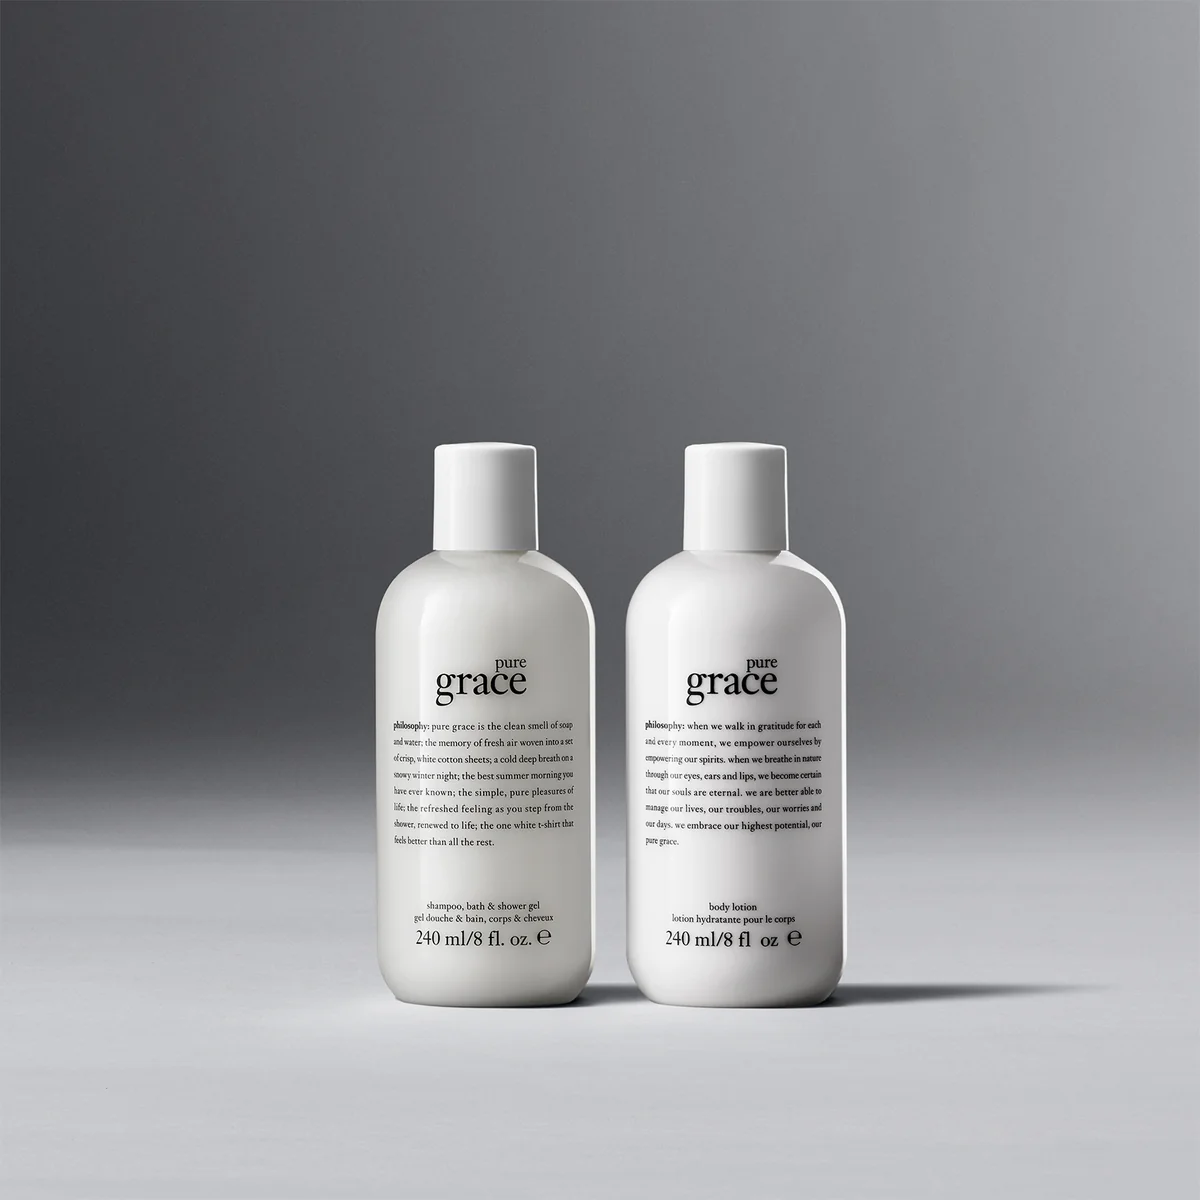 pure
grace
philosophy: pure grace is the clean smell of soap
and water; the memory of fresh air woven into a set
of crisp, white cotton sheets; a cold deep breath on a
snowy winter night; the best summer morning you
have ever known; the simple, pure pleasures of
life; the refreshed feeling as you step from the
shower, renewed to life; the one white t-shirt that
feels better than all the rest.
shampoo, bath & shower gel
gel douche & bain, corps & cheveux
240 ml/8 fl. oz. ℮
pure
grace
philosophy: when we walk in gratitude for each
and every moment, we empower ourselves by
empowering our spirits. when we breathe in nature
through our eyes, ears and lips, we become certain
that our souls are eternal. we are better able to
manage our lives, our troubles, our worries and
our days. we embrace our highest potential, our
pure grace.
body lotion
lotion hydratante pour le corps
240 ml/8 fl oz ℮